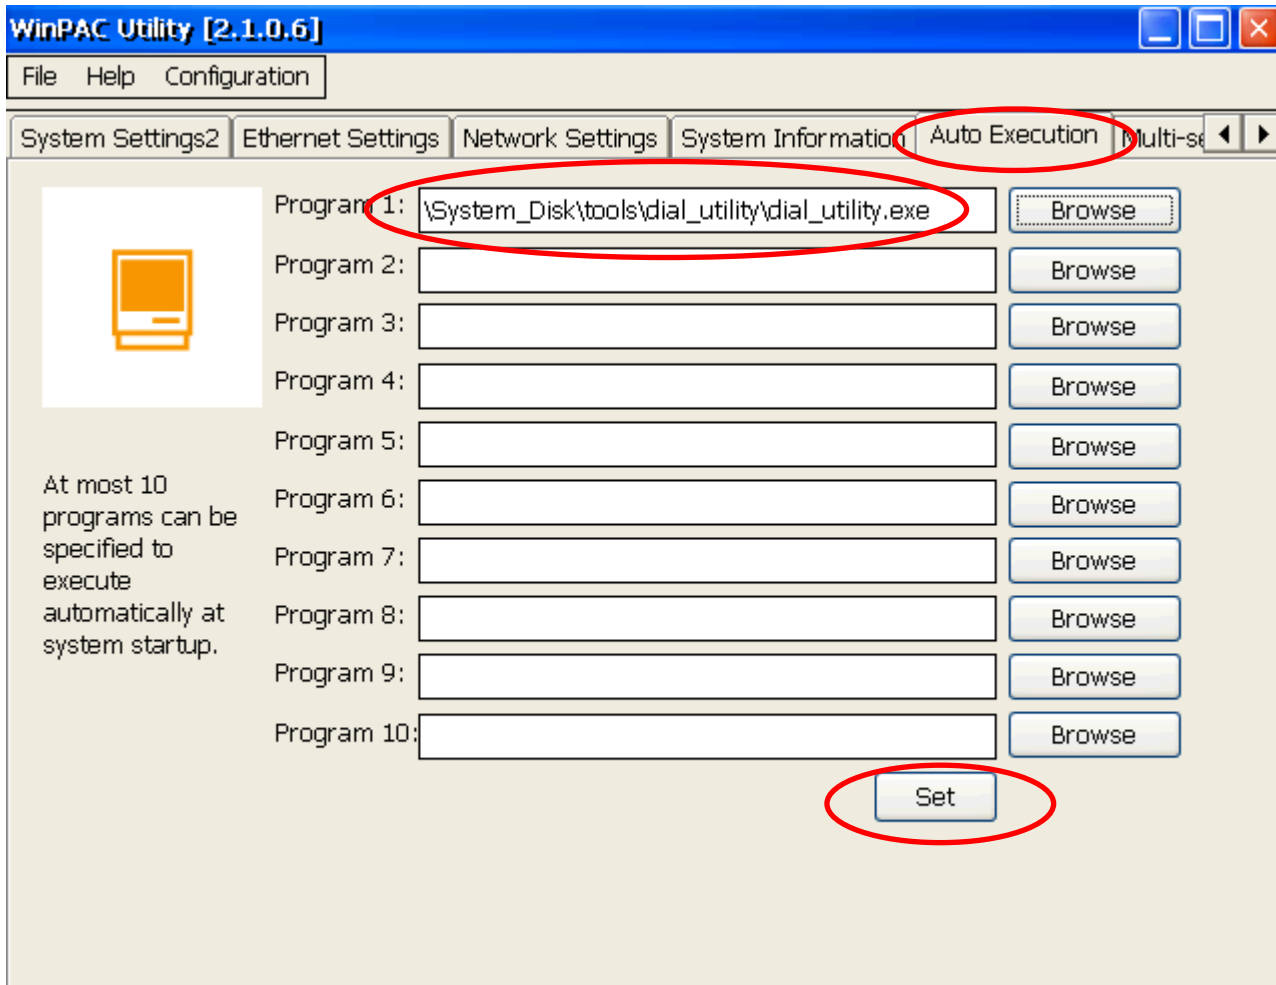 WinPAC Utility [2.1.0.6]
File Help Configuration
System Settings2 Ethernet Settings Network Settings System Information Auto Execution Multi-se
Program 1: \System_Disk\tools\dial_utility\dial_utility.exe Browse
Program 2: Browse
Program 3: Browse
Program 4: Browse
Program 5: Browse
At most 10
programs can be
specified to
execute
automatically at
system startup.
Program 6: Browse
Program 7: Browse
Program 8: Browse
Program 9: Browse
Program 10: Browse
Set